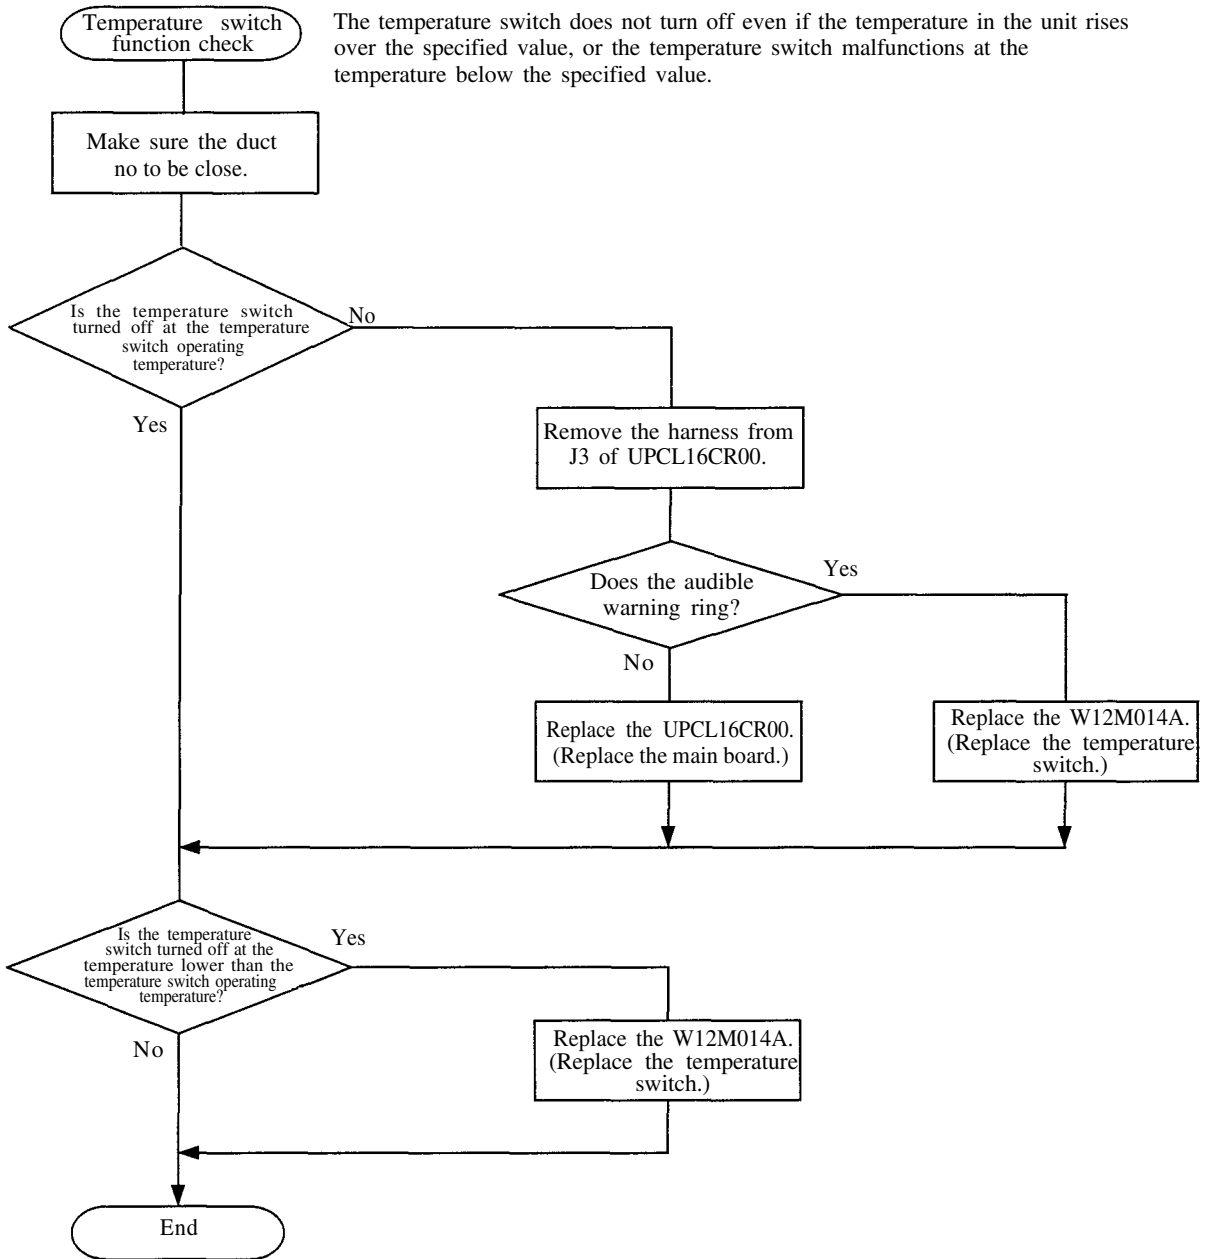 Temperature switch
function check
The temperature switch does not turn off even if the temperature in the unit rises
over the specified value, or the temperature switch malfunctions at the
temperature below the specified value.
Make sure the duct
no to be close.
Is the temperature switch
turned off at the temperature
switch operating
temperature?
No
Yes
Remove the harness from
J3 of UPCL16CR00.
Does the audible
warning ring?
Yes
No
Replace the UPCL16CR00.
(Replace the main board.)
Replace the W12M014A.
(Replace the temperature
switch.)
Is the temperature
switch turned off at the
temperature lower than the
temperature switch operating
temperature?
Yes
No
Replace the W12M014A.
(Replace the temperature
switch.)
End